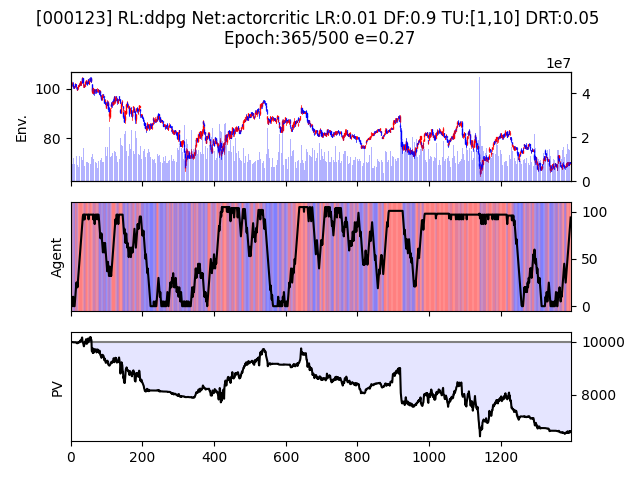 [000123] RL:ddpg Net:actorcritic LR:0.01 DF:0.9 TU:[1,10] DRT:0.05
Epoch:365/500 e=0.27
1e7
Env.
100
80
4
2
0
Agent
100
50
0
PV
10000
8000
0
200
400
600
800
1000
1200